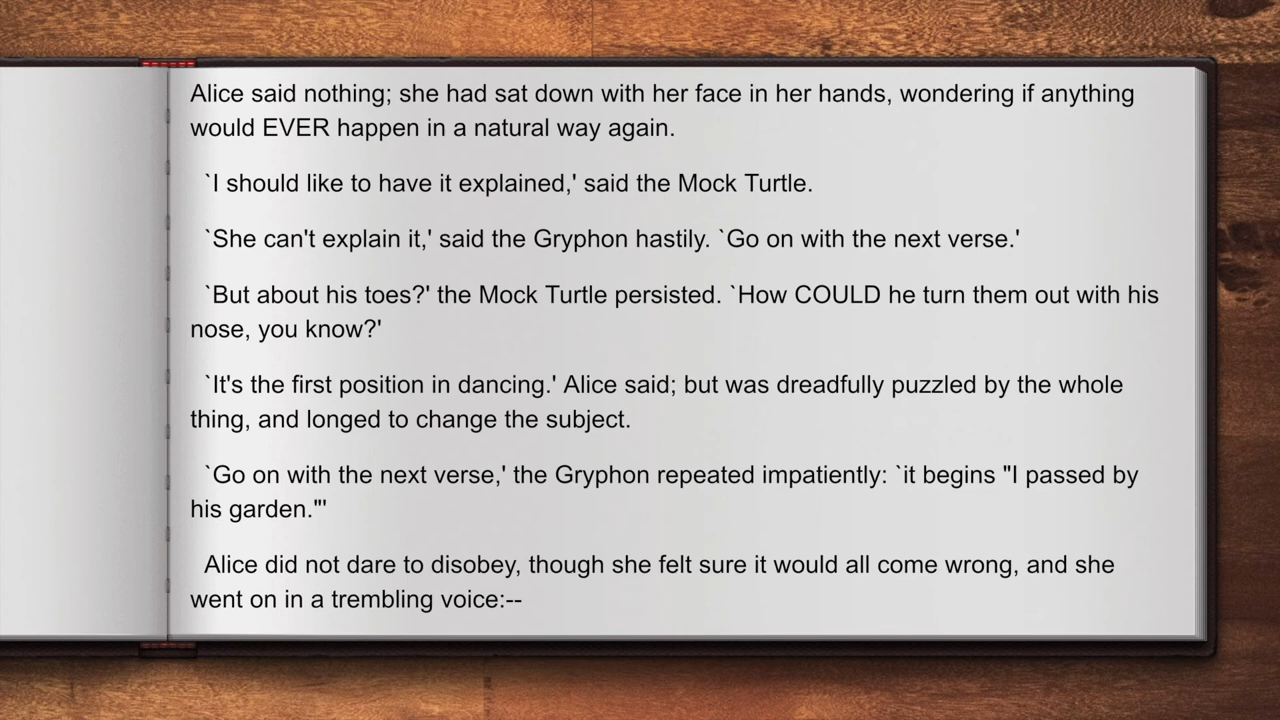 Alice said nothing; she had sat down with her face in her hands, wondering if anything
would EVER happen in a natural way again.
`I should like to have it explained,' said the Mock Turtle.
`She can't explain it,' said the Gryphon hastily. `Go on with the next verse.'
`But about his toes?' the Mock Turtle persisted. `How COULD he turn them out with his
nose, you know?'
`It's the first position in dancing.' Alice said; but was dreadfully puzzled by the whole
thing, and longed to change the subject.
`Go on with the next verse,' the Gryphon repeated impatiently: `it begins "I passed by
his garden."'
Alice did not dare to disobey, though she felt sure it would all come wrong, and she
went on in a trembling voice:--